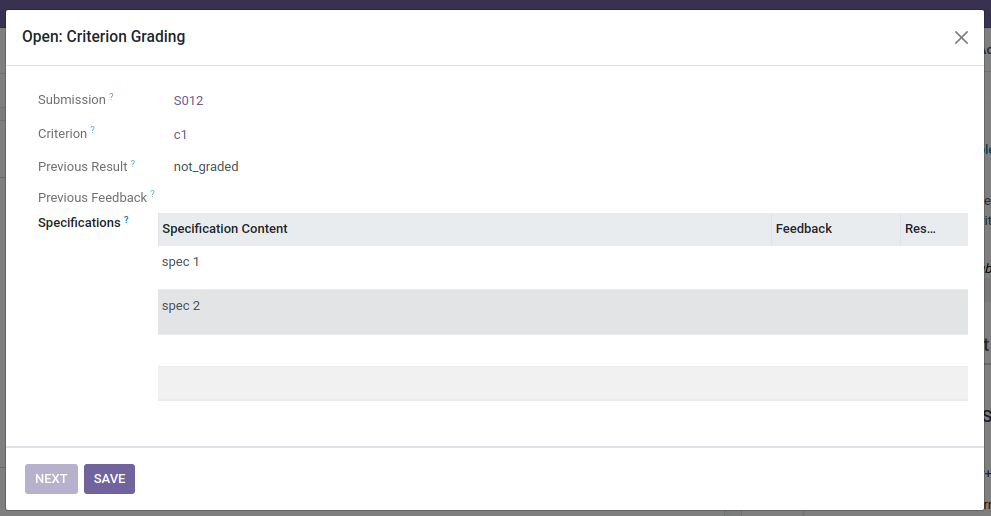 Open: Criterion Grading
Submission ? S012
Criterion ? c1
Previous Result ? not_graded
Previous Feedback ?
Specifications ?
Specification Content Feedback Res...
spec 1
spec 2
NEXT SAVE